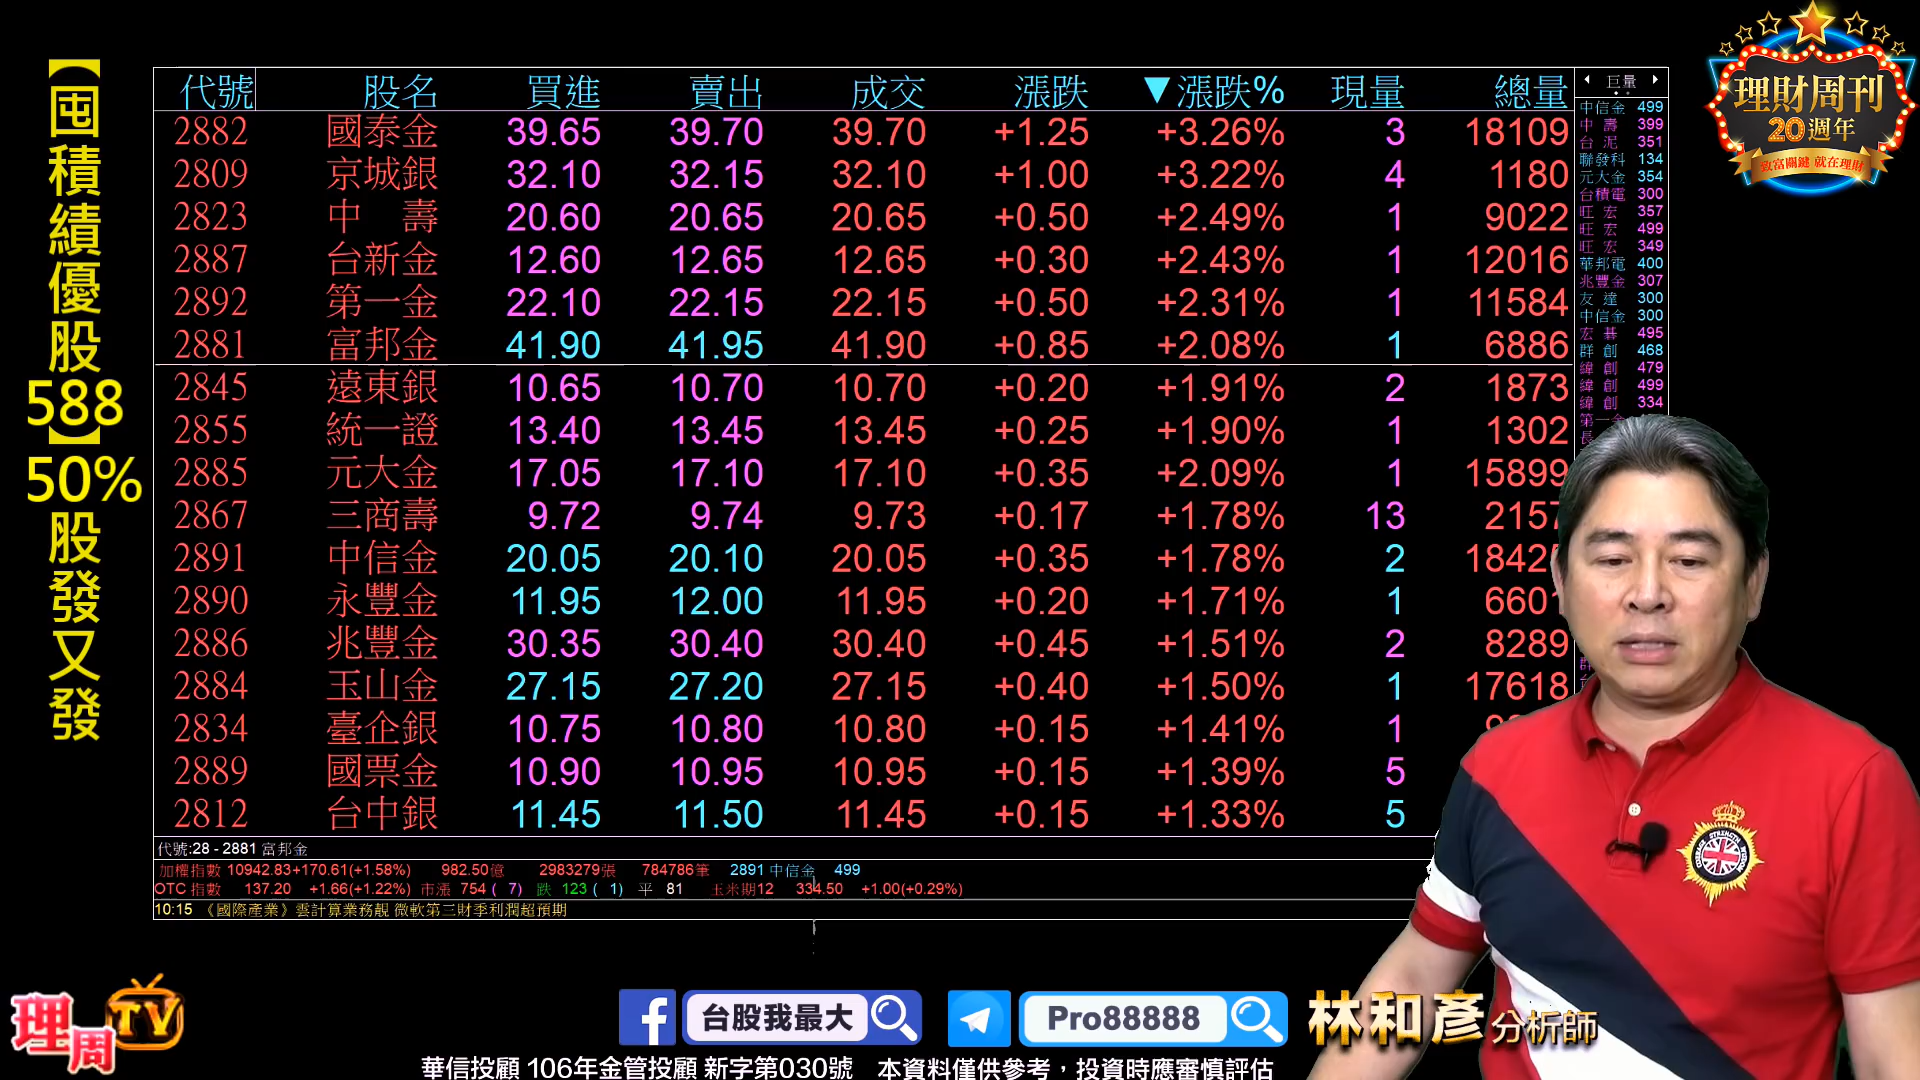 【囤積績優股588】50%股發又發
代號 股名 買進 賣出 成交 漲跌 ▼漲跌% 現量 總量
2882 國泰金 39.65 39.70 39.70 +1.25 +3.26% 3 18109
2809 京城銀 32.10 32.15 32.10 +1.00 +3.22% 4 1180
2823 中 壽 20.60 20.65 20.65 +0.50 +2.49% 1 9022
2887 台新金 12.60 12.65 12.65 +0.30 +2.43% 1 12016
2892 第一金 22.10 22.15 22.15 +0.50 +2.31% 1 11584
2881 富邦金 41.90 41.95 41.90 +0.85 +2.08% 1 6886
2845 遠東銀 10.65 10.70 10.70 +0.20 +1.91% 2 1873
2855 統一證 13.40 13.45 13.45 +0.25 +1.90% 1 1302
2885 元大金 17.05 17.10 17.10 +0.35 +2.09% 1 15899
2867 三商壽 9.72 9.74 9.73 +0.17 +1.78% 13 2157
2891 中信金 20.05 20.10 20.05 +0.35 +1.78% 2 1842
2890 永豐金 11.95 12.00 11.95 +0.20 +1.71% 1 660
2886 兆豐金 30.35 30.40 30.40 +0.45 +1.51% 2 8289
2884 玉山金 27.15 27.20 27.15 +0.40 +1.50% 1 17618
2834 臺企銀 10.75 10.80 10.80 +0.15 +1.41% 1
2889 國票金 10.90 10.95 10.95 +0.15 +1.39% 5
2812 台中銀 11.45 11.50 11.45 +0.15 +1.33% 5
代號:28 - 2881 富邦金
加權指數 10942.83 +170.61(+1.58%) 982.50億 2983279張 784786筆 2891 中信金 499
OTC 指數 137.20 +1.66(+1.22%) 市漲 754 ( 7) 跌 123 ( 1) 平 81 玉米期12 334.50 +1.00(+0.29%)
10:15 《國際產業》雲計算業務靚 微軟第三財季利潤超預期
巨量
中信金 499
中 壽 399
台 泥 351
聯發科 134
元大金 354
台積電 300
旺 宏 357
旺 宏 499
旺 宏 349
華邦電 400
兆豐金 307
友 達 300
中信金 300
宏 碁 495
群 創 468
緯 創 479
緯 創 499
緯 創 334
第一金
長
理財周刊
20週年
致富關鍵 就在理財
理周TV
台股我最大
Pro88888
林和彥分析師
華信投顧 106年金管投顧 新字第030號 本資料僅供參考，投資時應審慎評估